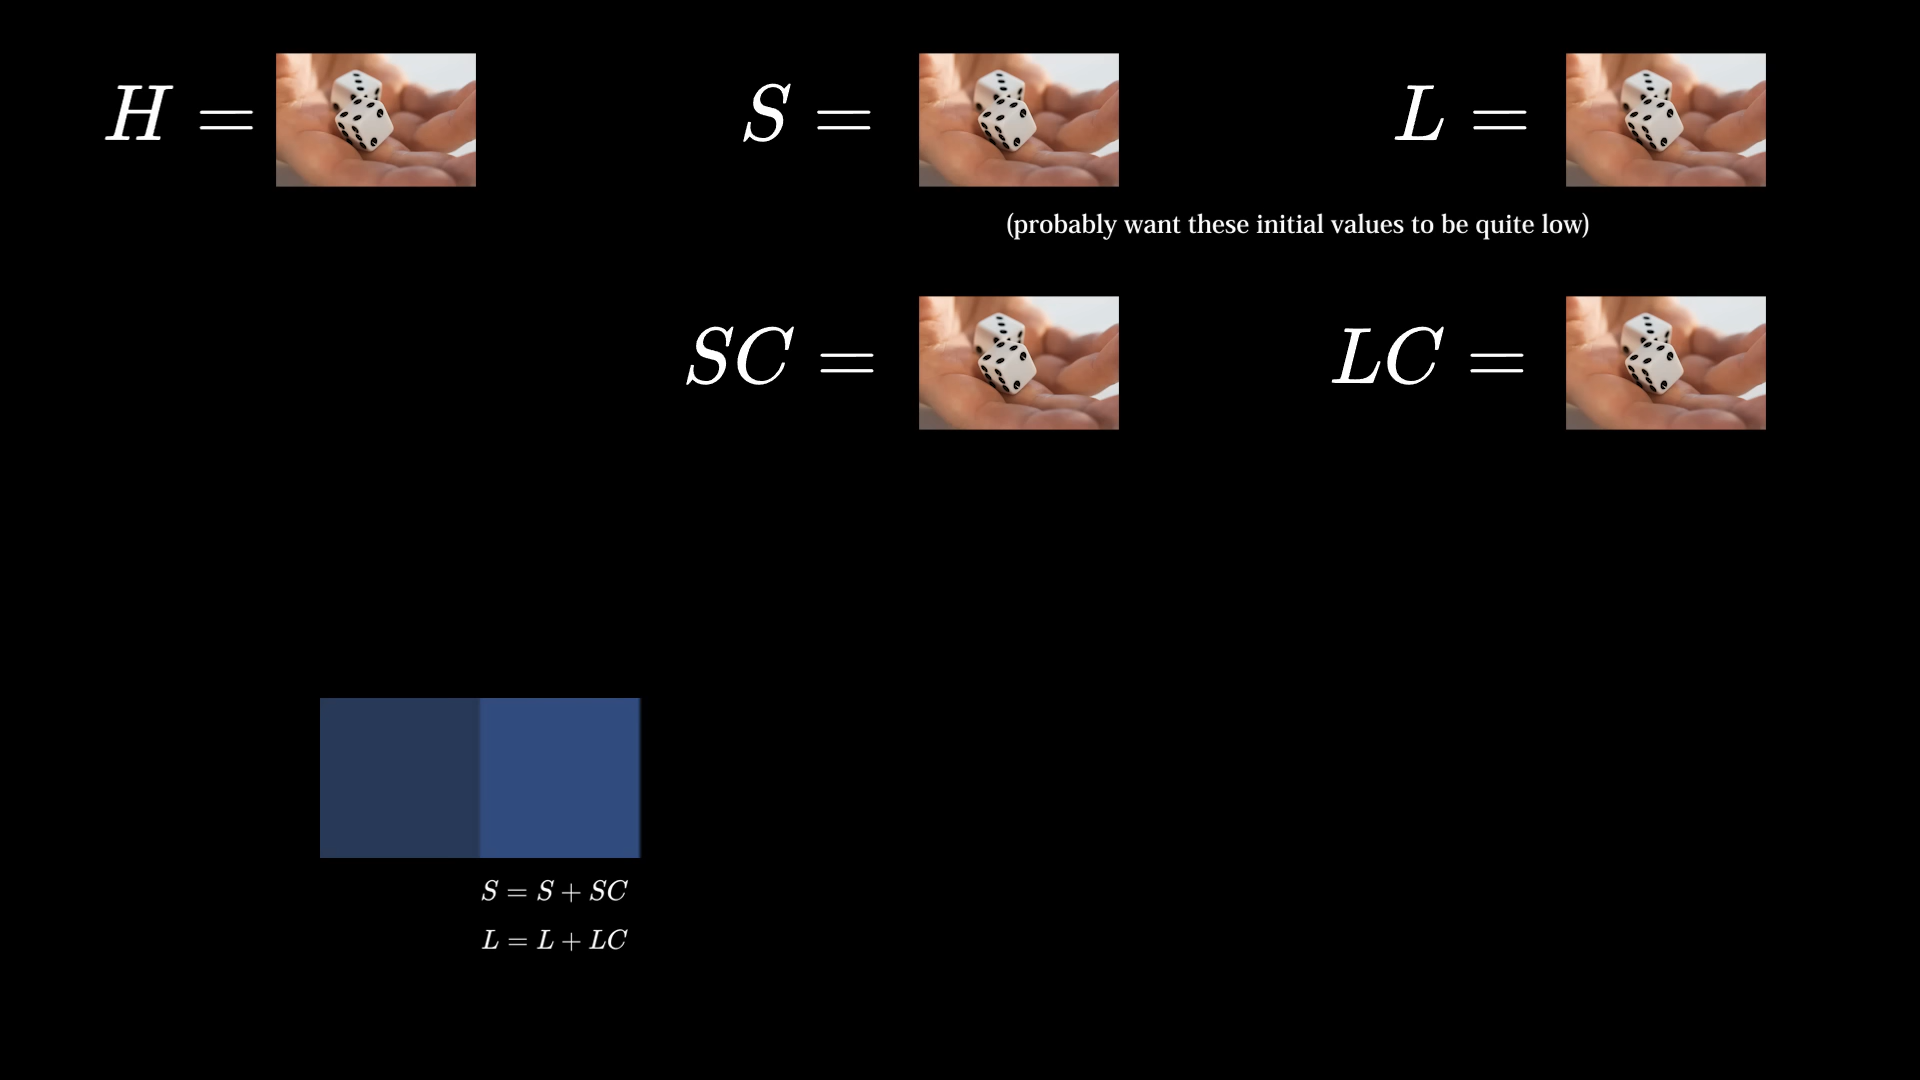 H =
S =
L =
(probably want these initial values to be quite low)
SC =
LC =
S = S + SC
L = L + LC